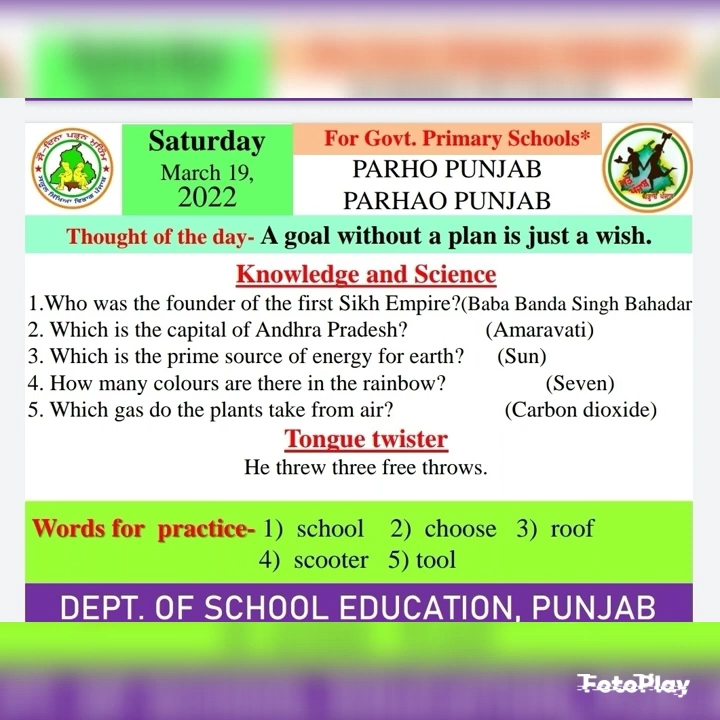 Saturday
March 19,
2022
For Govt. Primary Schools*
PARHO PUNJAB
PARHAO PUNJAB
Thought of the day- A goal without a plan is just a wish.
Knowledge and Science
1.Who was the founder of the first Sikh Empire?(Baba Banda Singh Bahadar
2. Which is the capital of Andhra Pradesh? (Amaravati)
3. Which is the prime source of energy for earth? (Sun)
4. How many colours are there in the rainbow? (Seven)
5. Which gas do the plants take from air? (Carbon dioxide)
Tongue twister
He threw three free throws.
Words for practice- 1) school 2) choose 3) roof
4) scooter 5) tool
DEPT. OF SCHOOL EDUCATION, PUNJAB
FotoPlay